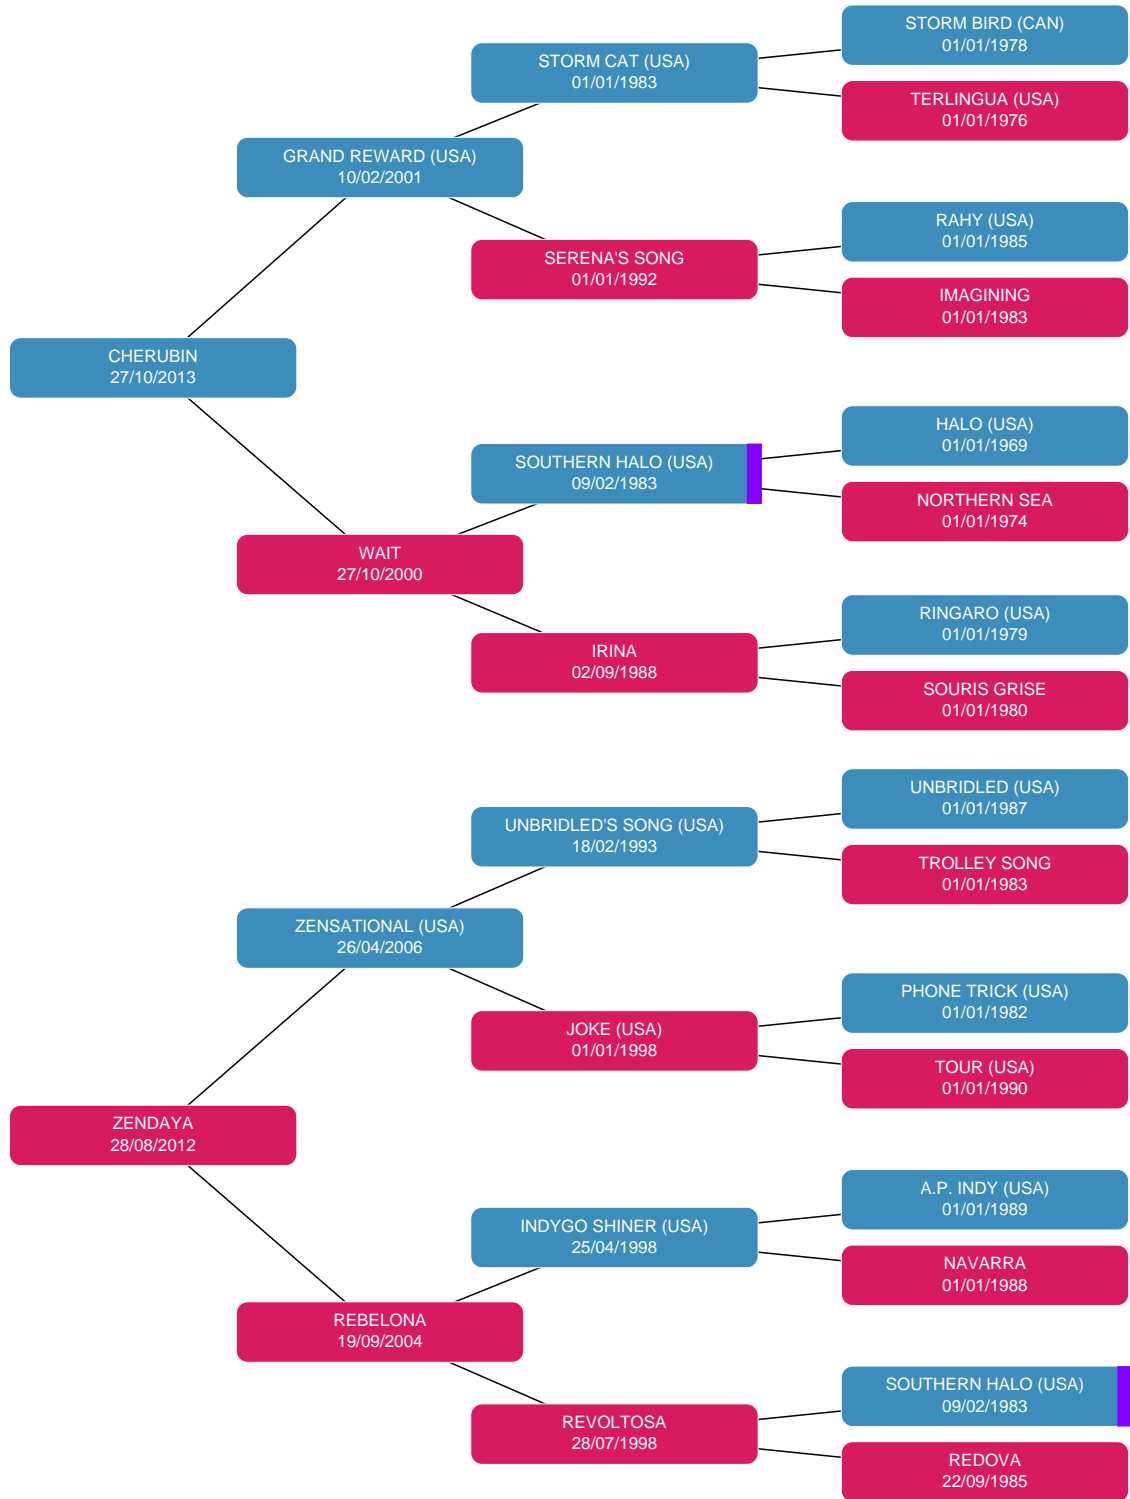 STORM BIRD (CAN)
01/01/1978
STORM CAT (USA)
01/01/1983
TERLINGUA (USA)
01/01/1976
GRAND REWARD (USA)
10/02/2001
RAHY (USA)
01/01/1985
SERENA'S SONG
01/01/1992
IMAGINING
01/01/1983
CHERUBIN
27/10/2013
HALO (USA)
01/01/1969
SOUTHERN HALO (USA)
09/02/1983
NORTHERN SEA
01/01/1974
WAIT
27/10/2000
RINGARO (USA)
01/01/1979
IRINA
02/09/1988
SOURIS GRISE
01/01/1980
UNBRIDLED (USA)
01/01/1987
UNBRIDLED'S SONG (USA)
18/02/1993
TROLLEY SONG
01/01/1983
ZENSATIONAL (USA)
26/04/2006
PHONE TRICK (USA)
01/01/1982
JOKE (USA)
01/01/1998
TOUR (USA)
01/01/1990
ZENDAYA
28/08/2012
A.P. INDY (USA)
01/01/1989
INDYGO SHINER (USA)
25/04/1998
NAVARRA
01/01/1988
REBELONA
19/09/2004
SOUTHERN HALO (USA)
09/02/1983
REVOLTOSA
28/07/1998
REDOVA
22/09/1985